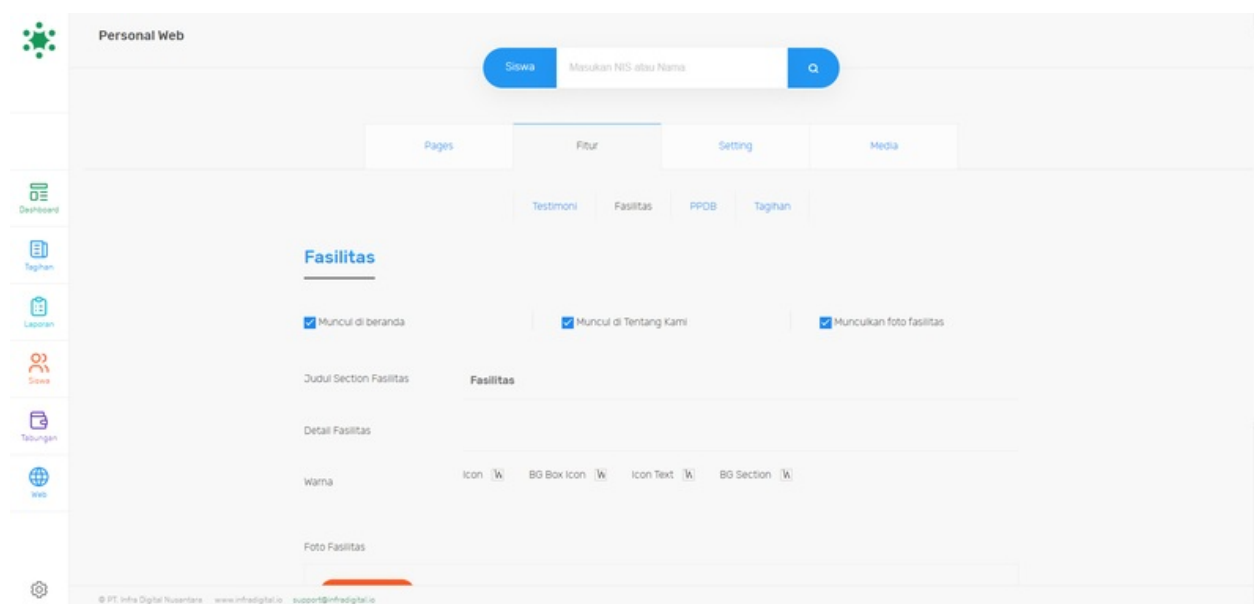 Personal Web
Siswa Masukan NIS atau Nama
Pages Fitur Setting Media
Testimoni Fasilitas PPDB Tagihan
Dashboard
Tagihan
Laporan
Siswa
Tabungan
Web
Fasilitas
Muncul di beranda Muncul di Tentang Kami Munculkan foto fasilitas
Judul Section Fasilitas Fasilitas
Detail Fasilitas
Warna Icon W BG Box Icon W Icon Text W BG Section W
Foto Fasilitas
© PT. Infra Digital Nusantara www.infradigital.io support@infradigital.io